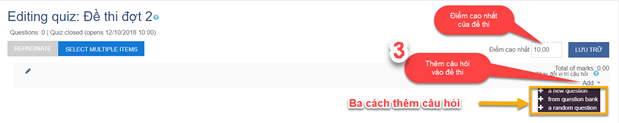 Editing quiz: Đề thi đợt 2
Điểm cao nhất
của đề thi
Questions: 0 | Quiz closed (opens 12/10/2018 10:00)
REPAGINATE
SELECT MULTIPLE ITEMS
3
Điểm cao nhất
10,00
LƯU TRỮ
Thêm câu hỏi
vào đề thi
Total of marks: 0.00
đổi vị trí câu hỏi
Add
Ba cách thêm câu hỏi
a new question
from question bank
a random question